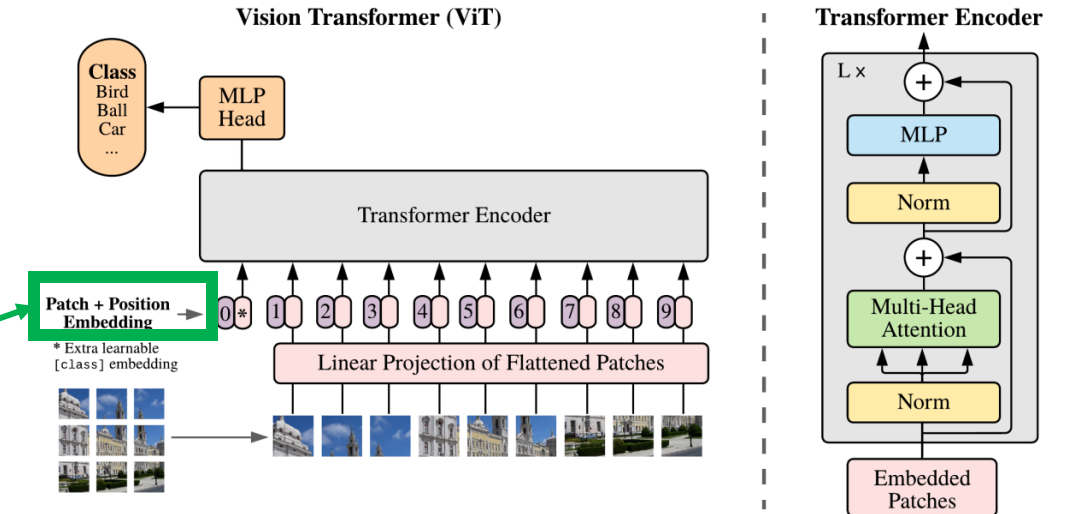 Vision Transformer (ViT)
Transformer Encoder
Class
Bird
Ball
Car
...
MLP
Head
Transformer Encoder
Patch + Position
Embedding
* Extra learnable
[class] embedding
0 * 1 2 3 4 5 6 7 8 9
Linear Projection of Flattened Patches
L ×
+
MLP
Norm
+
Multi-Head
Attention
Norm
Embedded
Patches